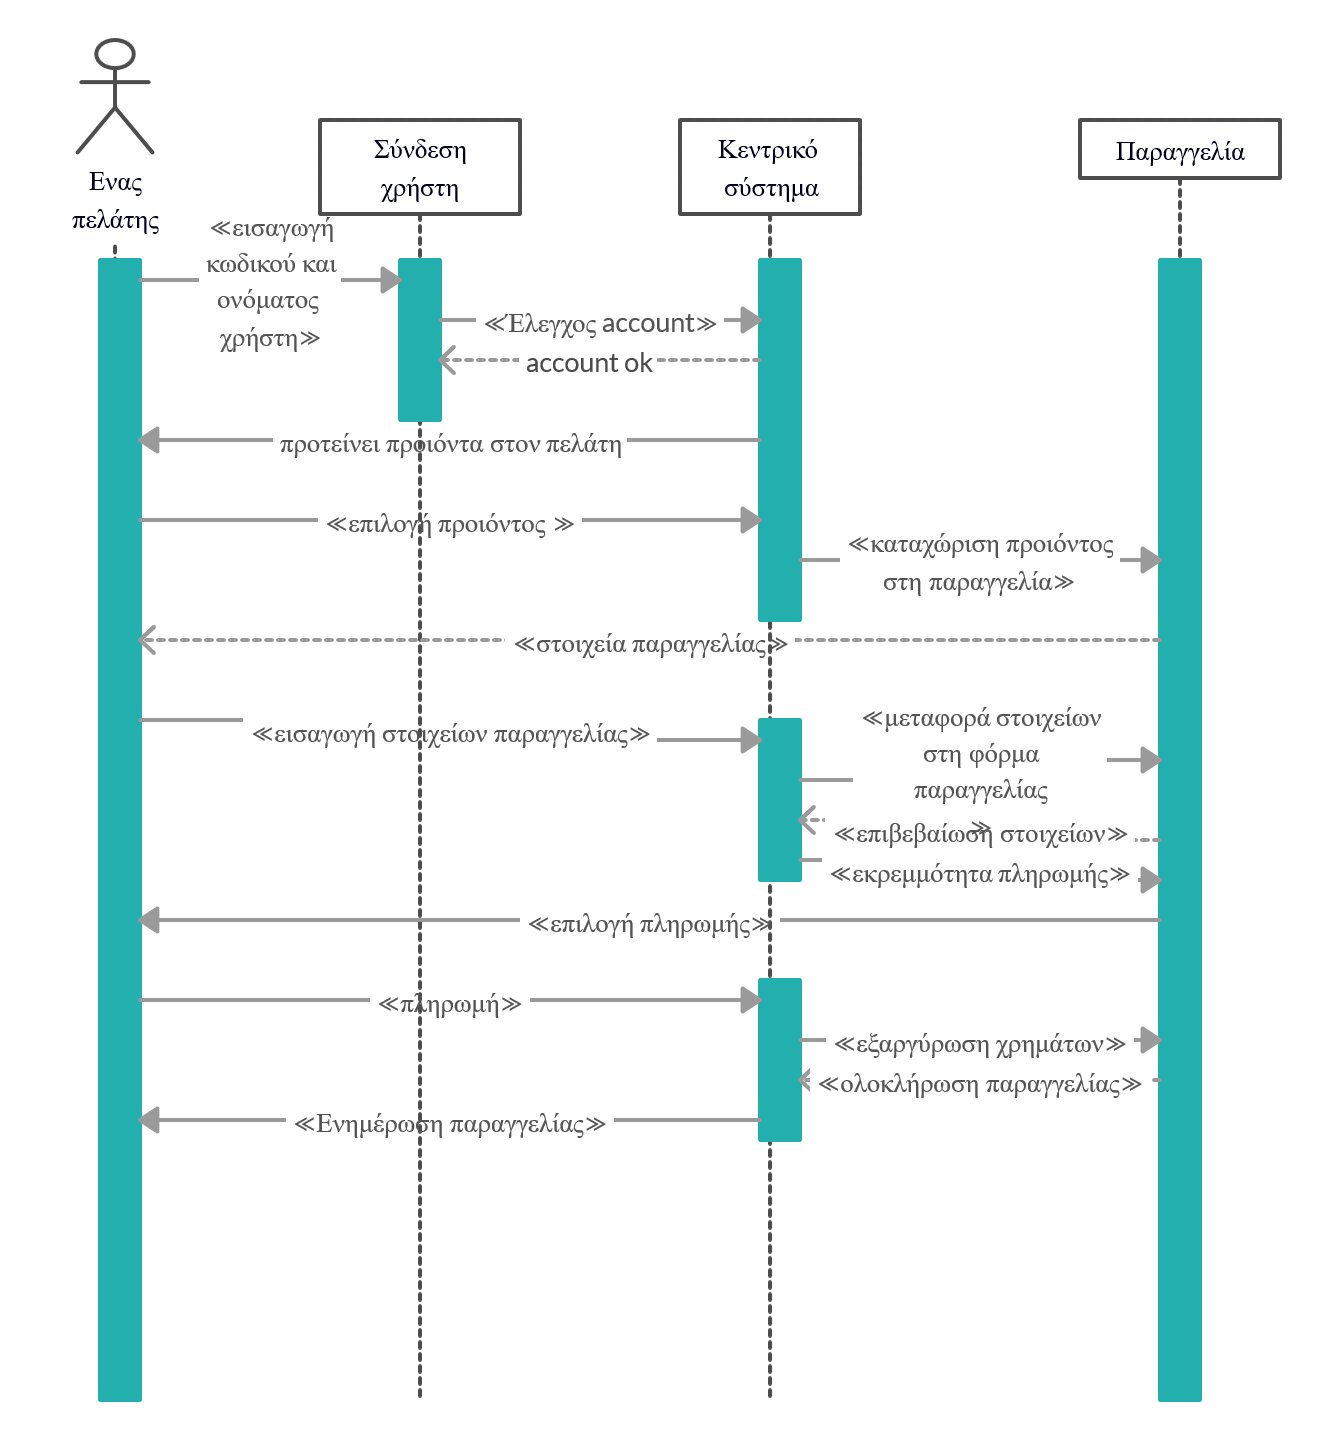 Ενας
πελάτης
Σύνδεση
χρήστη
Κεντρικό
σύστημα
Παραγγελία
≪εισαγωγή
κωδικού και
ονόματος
χρήστη≫
≪Έλεγχος account≫
account ok
προτείνει προιόντα στον πελάτη
≪επιλογή προιόντος ≫
≪καταχώριση προιόντος
στη παραγγελία≫
≪στοιχεία παραγγελίας≫
≪εισαγωγή στοιχείων παραγγελίας≫
≪μεταφορά στοιχείων
στη φόρμα
παραγγελίας
≫
≪επιβεβαίωση στοιχείων≫
≪εκρεμμότητα πληρωμής≫
≪επιλογή πληρωμής≫
≪πληρωμή≫
≪εξαργύρωση χρημάτων≫
≪ολοκλήρωση παραγγελίας≫
≪Ενημέρωση παραγγελίας≫